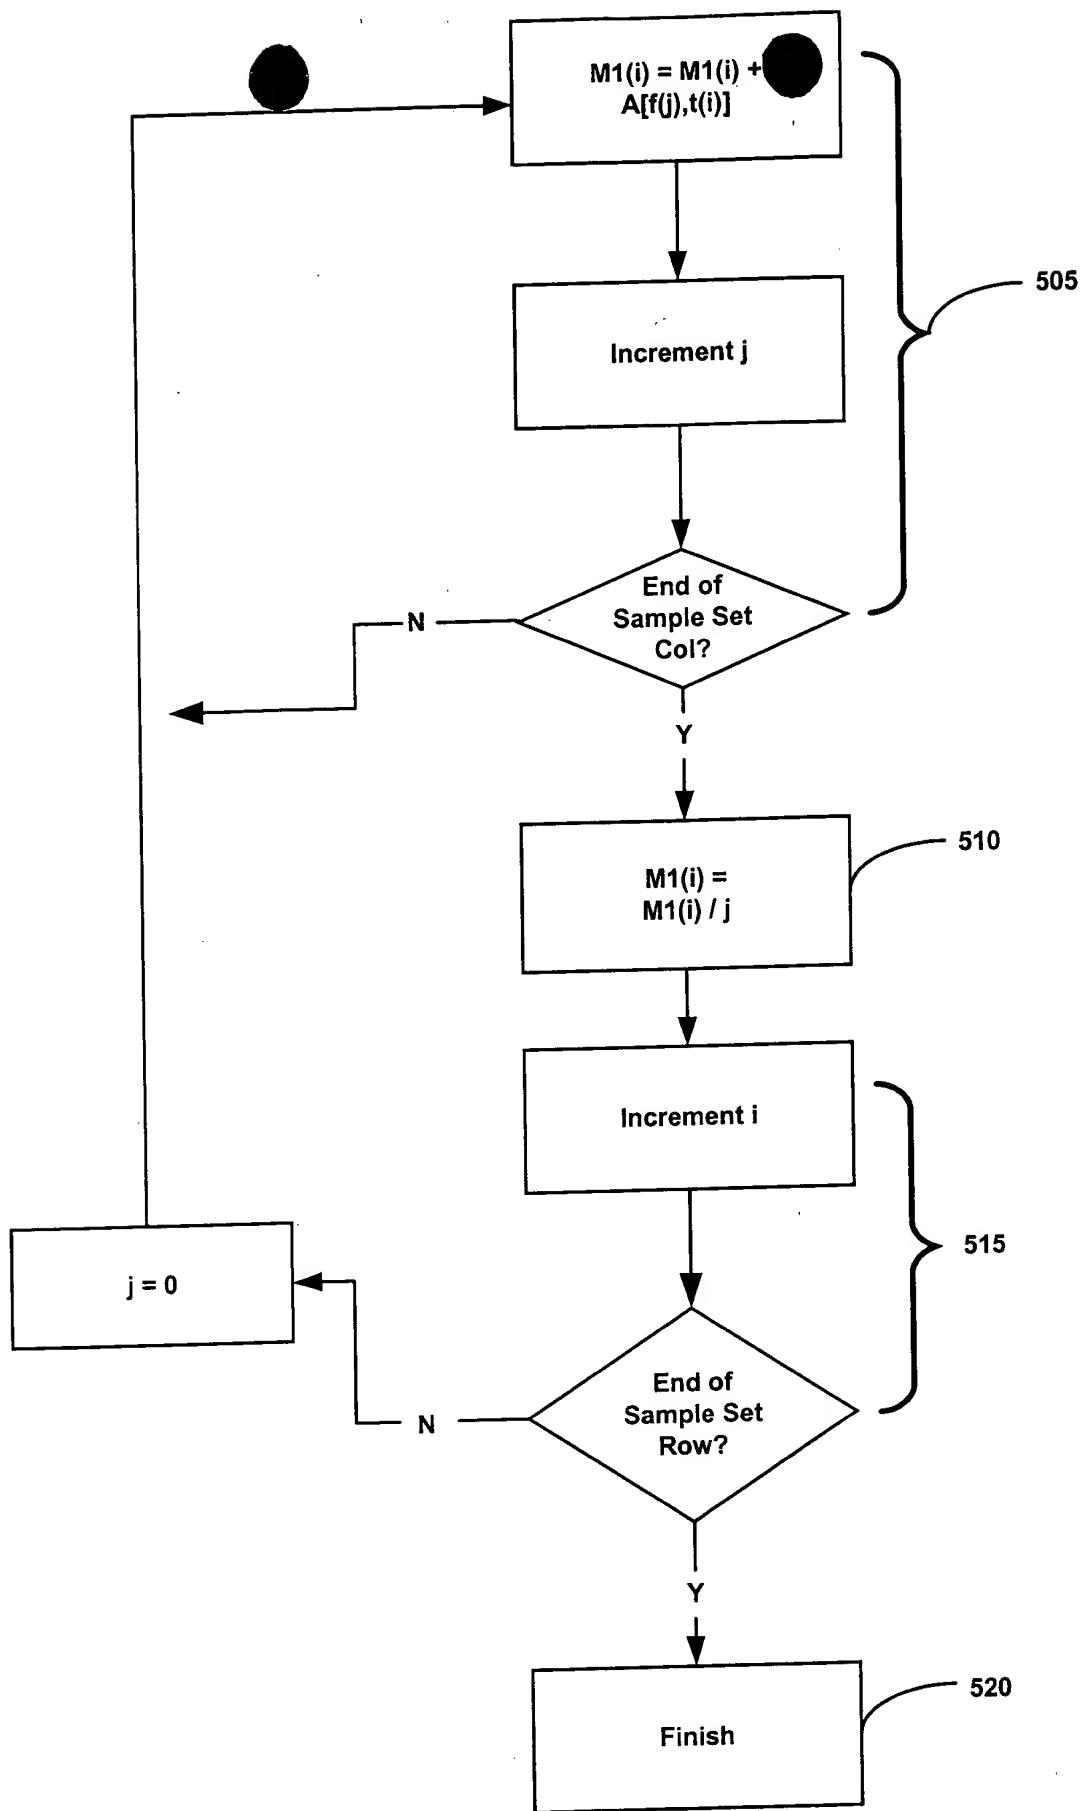 M1(i) = M1(i) +
A[f(j),t(i)]
505
Increment j
End of
Sample Set
Col?
N
Y
510
M1(i) =
M1(i) / j
Increment i
515
j = 0
End of
Sample Set
Row?
N
Y
520
Finish